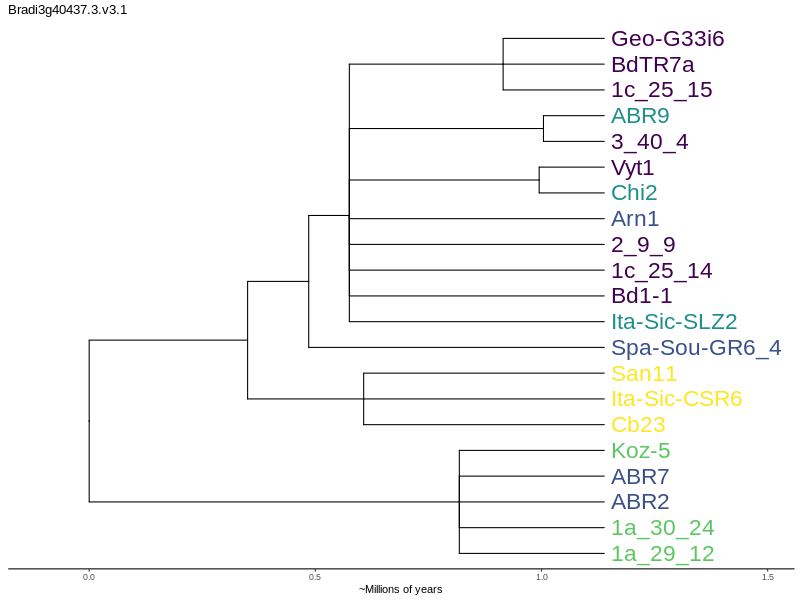 Bradi3g40437.3.v3.1
Geo-G33i6
BdTR7a
1c_25_15
ABR9
3_40_4
Vyt1
Chi2
Arn1
2_9_9
1c_25_14
Bd1-1
Ita-Sic-SLZ2
Spa-Sou-GR6_4
San11
Ita-Sic-CSR6
Cb23
Koz-5
ABR7
ABR2
1a_30_24
1a_29_12
0.0 0.5 1.0 1.5
~Millions of years